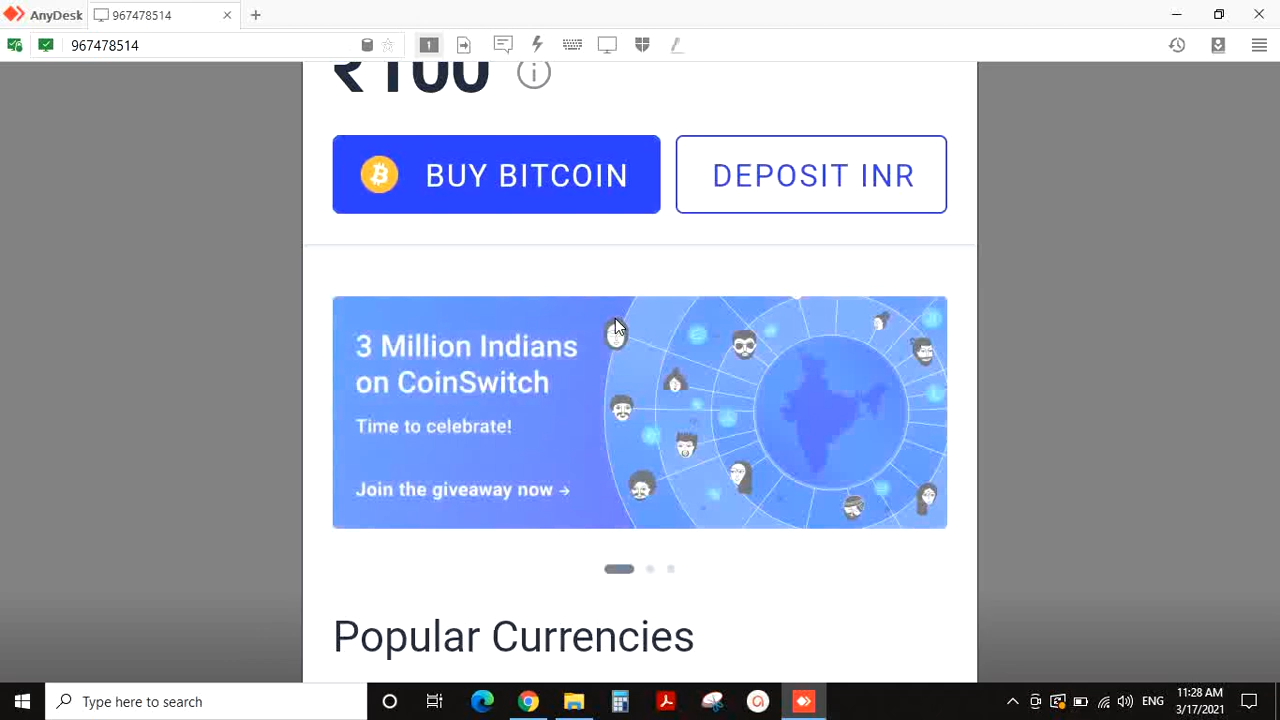 AnyDesk
967478514
967478514
1
₹100
BUY BITCOIN
DEPOSIT INR
3 Million Indians
on CoinSwitch
Time to celebrate!
Join the giveaway now →
Popular Currencies
Type here to search
ENG
11:28 AM
3/17/2021